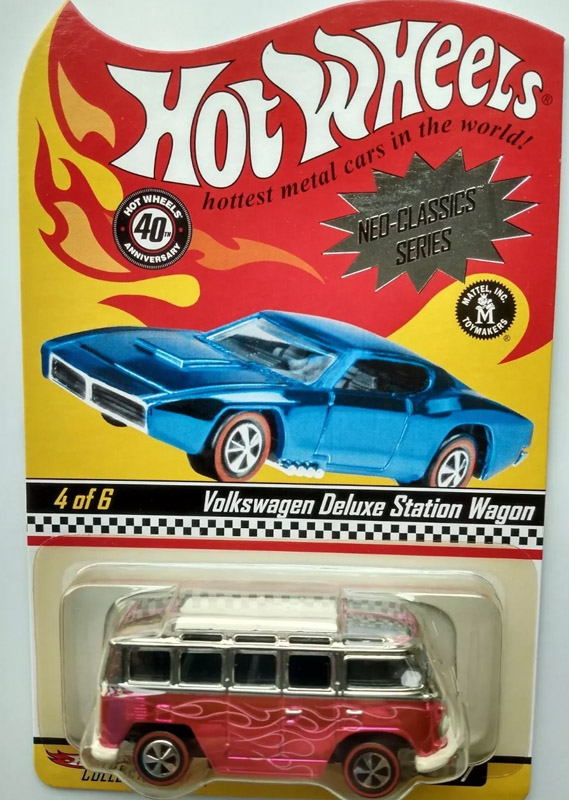 Hot Wheels®
hottest metal cars in the world!
NEO-CLASSICS™
SERIES
HOT WHEELS
40TH
ANNIVERSARY
MATTEL, INC.
M
TOYMAKERS
®
4 of 6
Volkswagen Deluxe Station Wagon